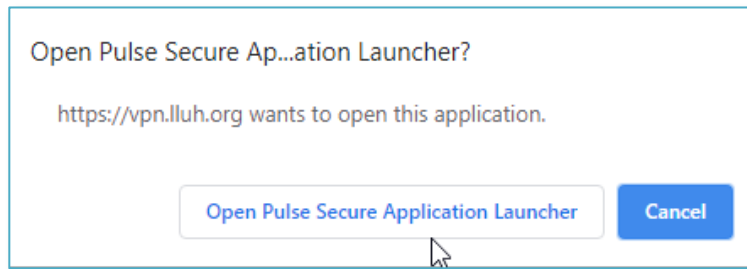 Open Pulse Secure Ap...ation Launcher?
https://vpn.lluh.org wants to open this application.
Open Pulse Secure Application Launcher
Cancel